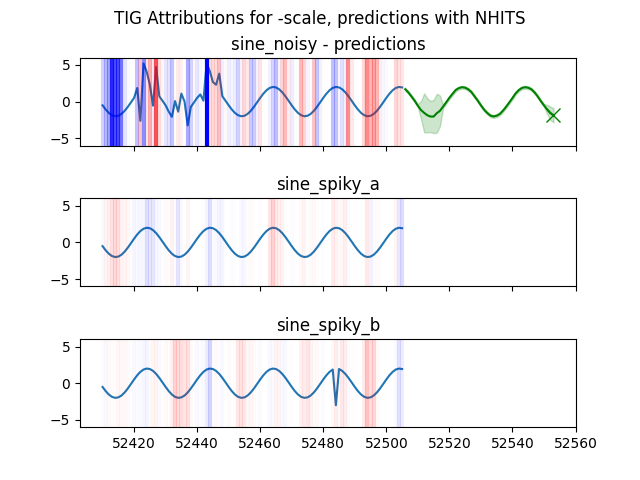 TIG Attributions for -scale, predictions with NHITS
sine_noisy - predictions
5
0
−5
sine_spiky_a
5
0
−5
sine_spiky_b
5
0
−5
52420 52440 52460 52480 52500 52520 52540 52560